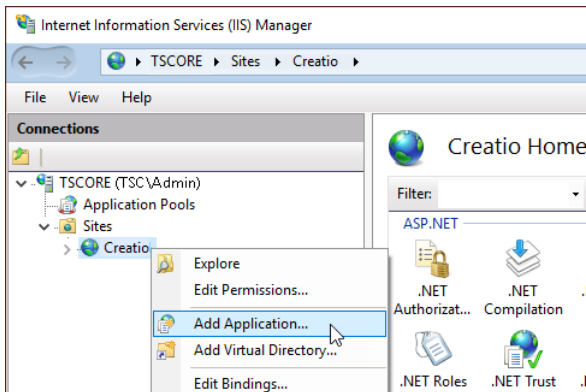 Internet Information Services (IIS) Manager
TSCORE Sites Creatio
File View Help
Connections
TSCORE (TSC\Admin)
Application Pools
Sites
Creatio
Explore
Edit Permissions...
Add Application...
Add Virtual Directory...
Edit Bindings...
Creatio Home
Filter:
ASP.NET
.NET Authorizat...
.NET Compilation
.NET Roles
.NET Trust